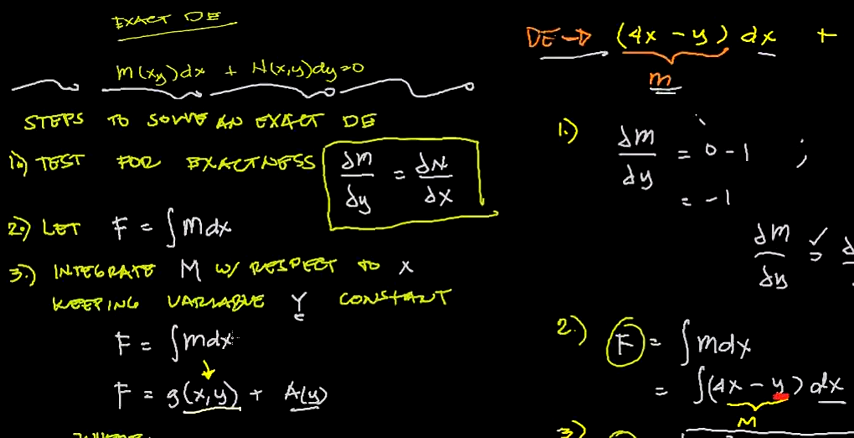 EXACT DE
M(x,y)dx + N(x,y)dy=0
STEPS TO SOLVE AN EXACT DE
1.) TEST FOR EXACTNESS ∂M/∂y = ∂N/∂x
2.) LET F = ∫Mdx
3.) INTEGRATE M W/ RESPECT TO X
KEEPING VARIABLE Y CONSTANT
F = ∫Mdx
F = g(x,y) + A(y)
DE → (4x - y) dx +
M
1.) ∂M/∂y = 0 - 1 ;
= -1
∂M/∂y ✓=
2.) F = ∫Mdx
= ∫(4x - y) dx
M
3.)